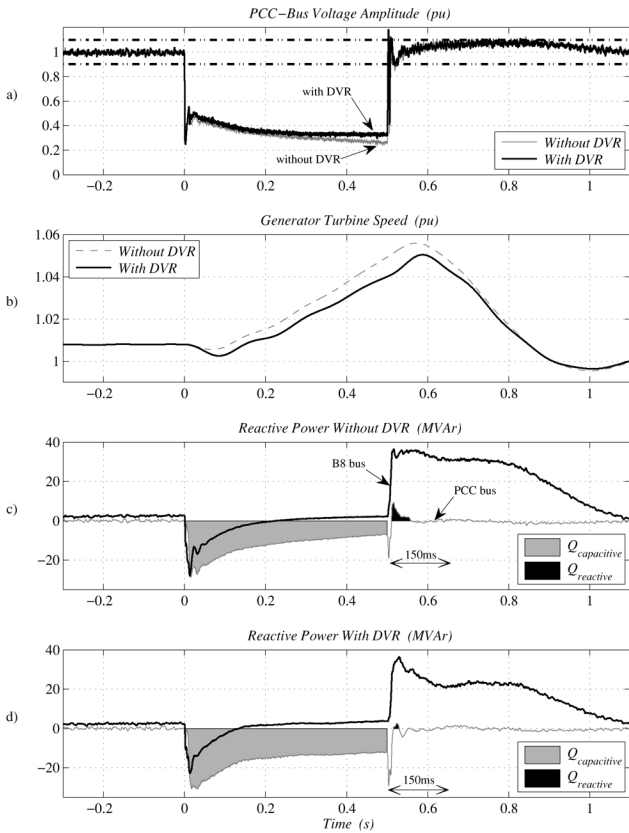 PCC−Bus Voltage Amplitude (pu)
a)
1
0.8
0.6
0.4
0.2
0
with DVR
without DVR
Without DVR
With DVR
−0.2 0 0.2 0.4 0.6 0.8 1
Generator Turbine Speed (pu)
b)
1.06
1.04
1.02
1
Without DVR
With DVR
−0.2 0 0.2 0.4 0.6 0.8 1
Reactive Power Without DVR (MVAr)
c)
40
20
0
−20
B8 bus
PCC bus
150ms
Qcapacitive
Qreactive
−0.2 0 0.2 0.4 0.6 0.8 1
Reactive Power With DVR (MVAr)
d)
40
20
0
−20
150ms
Qcapacitive
Qreactive
−0.2 0 0.2 0.4 0.6 0.8 1
Time (s)